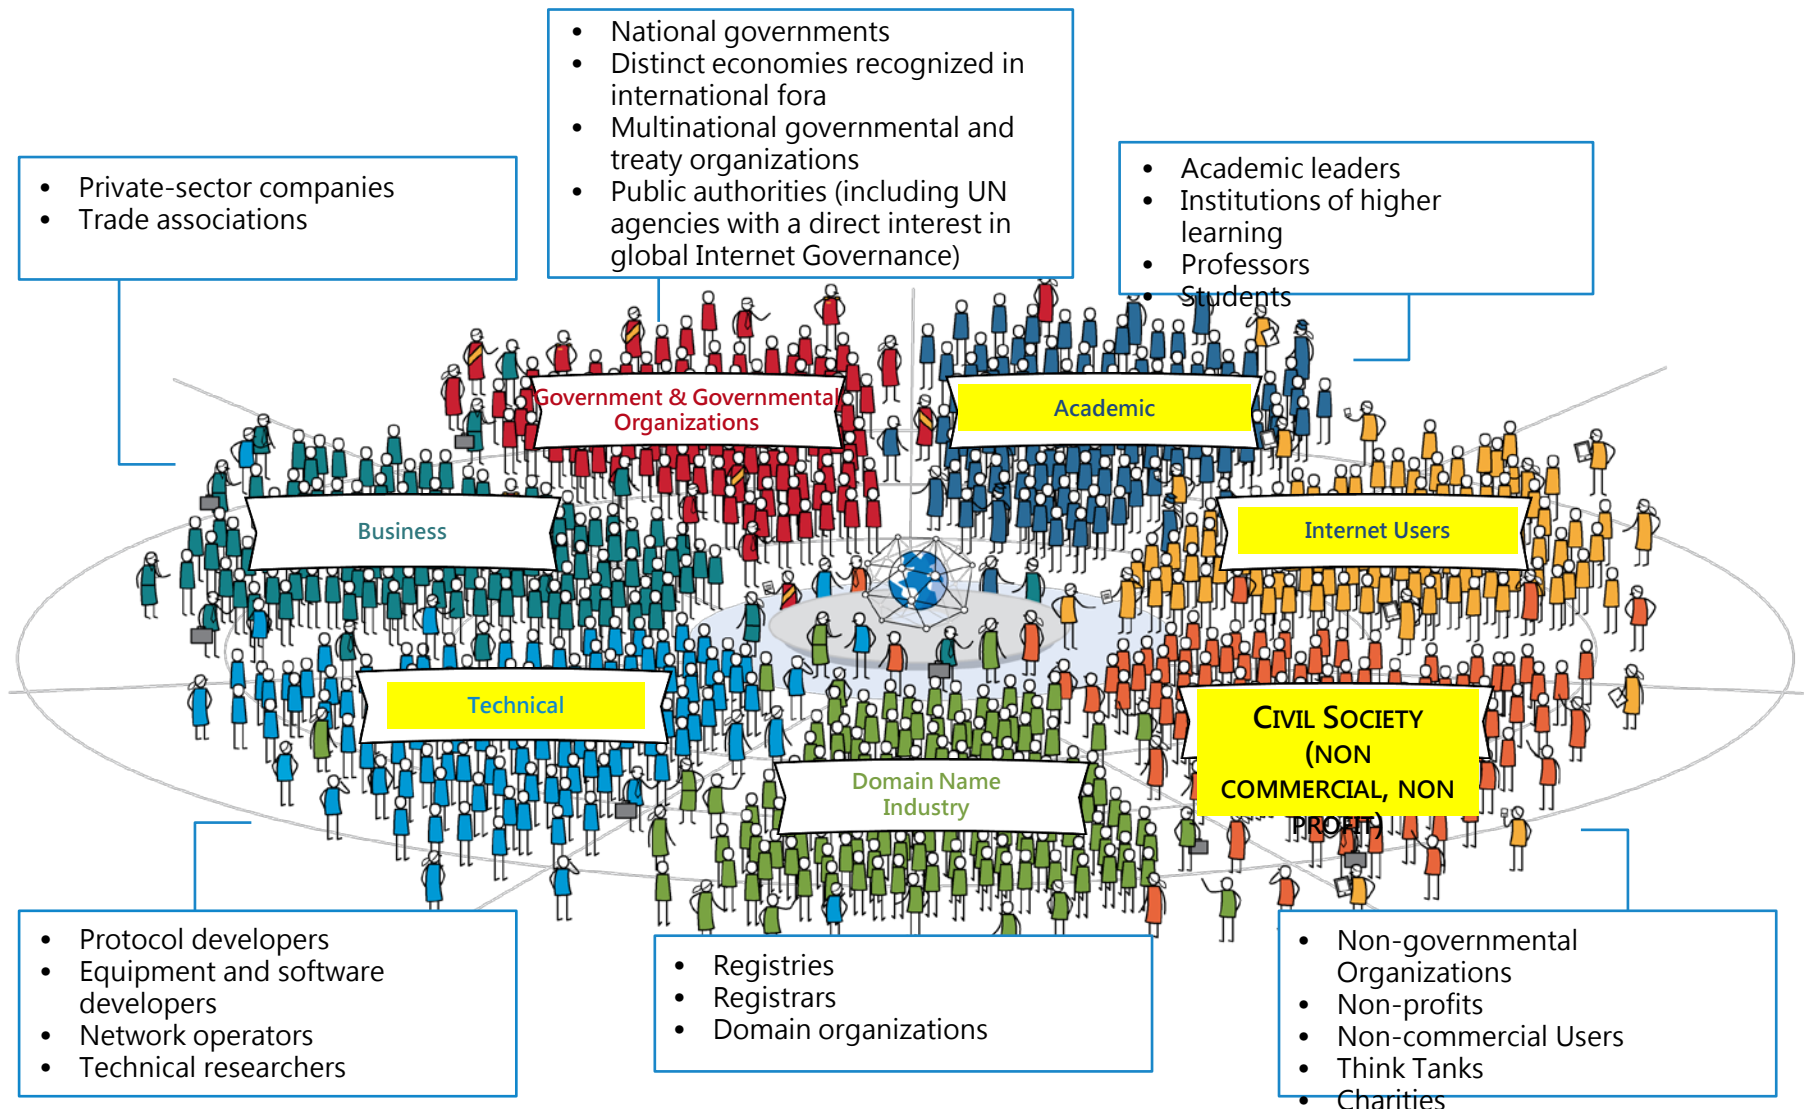 • National governments
• Distinct economies recognized in
international fora
• Multinational governmental and
treaty organizations
• Public authorities (including UN
agencies with a direct interest in
global Internet Governance)
• Private-sector companies
• Trade associations
• Academic leaders
• Institutions of higher
learning
• Professors
• Students
Government & Governmental
Organizations
Academic
Business
Internet Users
Technical
CIVIL SOCIETY
(NON
COMMERCIAL, NON
PROFIT)
Domain Name
Industry
• Protocol developers
• Equipment and software
developers
• Network operators
• Technical researchers
• Registries
• Registrars
• Domain organizations
• Non-governmental
Organizations
• Non-profits
• Non-commercial Users
• Think Tanks
• Charities